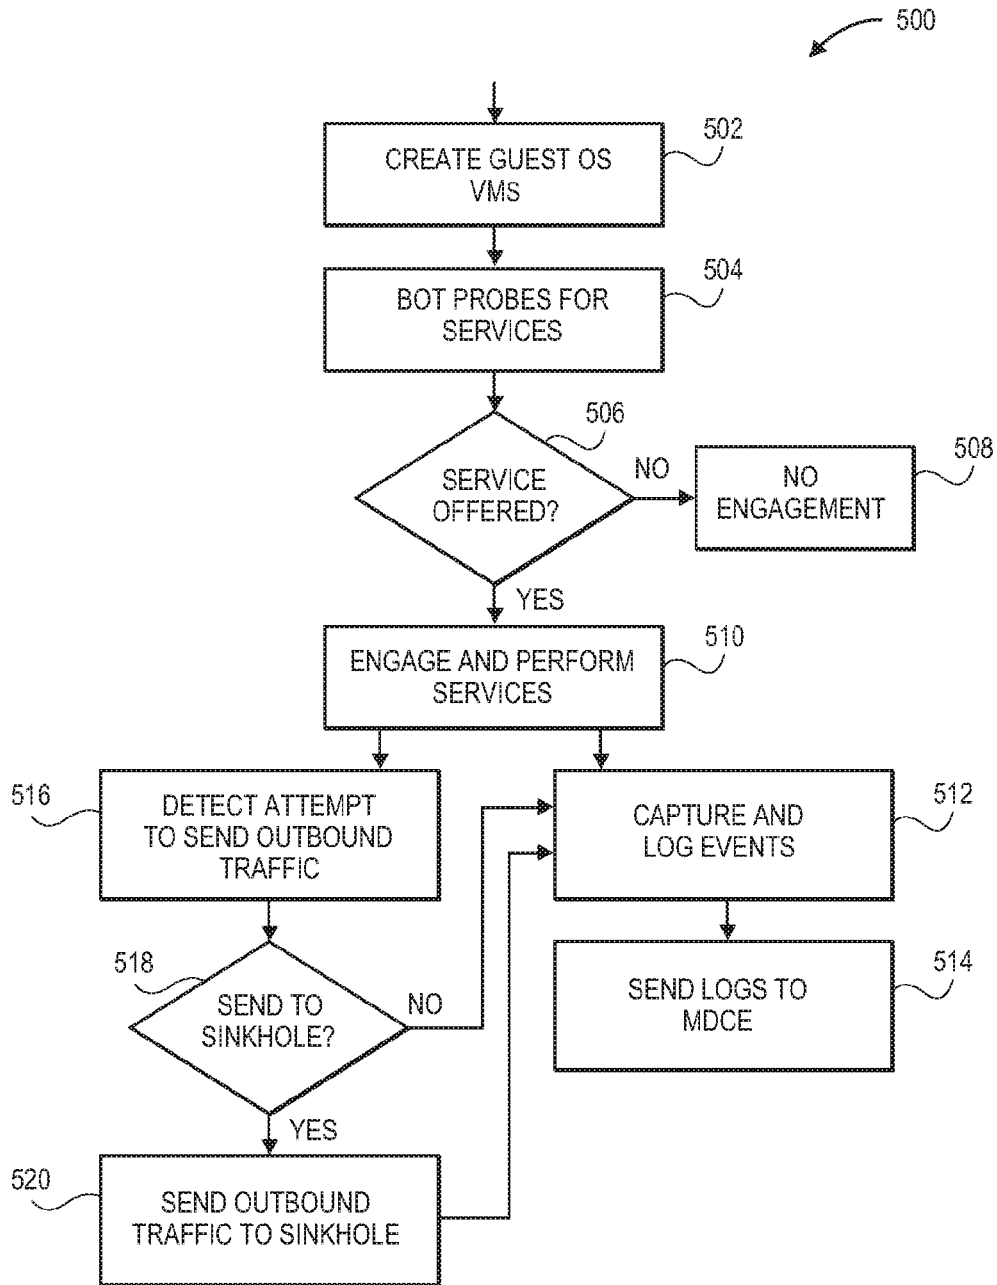 500
CREATE GUEST OS
VMS
502
BOT PROBES FOR
SERVICES
504
SERVICE
OFFERED?
506
NO
NO
ENGAGEMENT
508
YES
ENGAGE AND PERFORM
SERVICES
510
516
DETECT ATTEMPT
TO SEND OUTBOUND
TRAFFIC
CAPTURE AND
LOG EVENTS
512
518
SEND TO
SINKHOLE?
NO
SEND LOGS TO
MDCE
514
YES
520
SEND OUTBOUND
TRAFFIC TO SINKHOLE